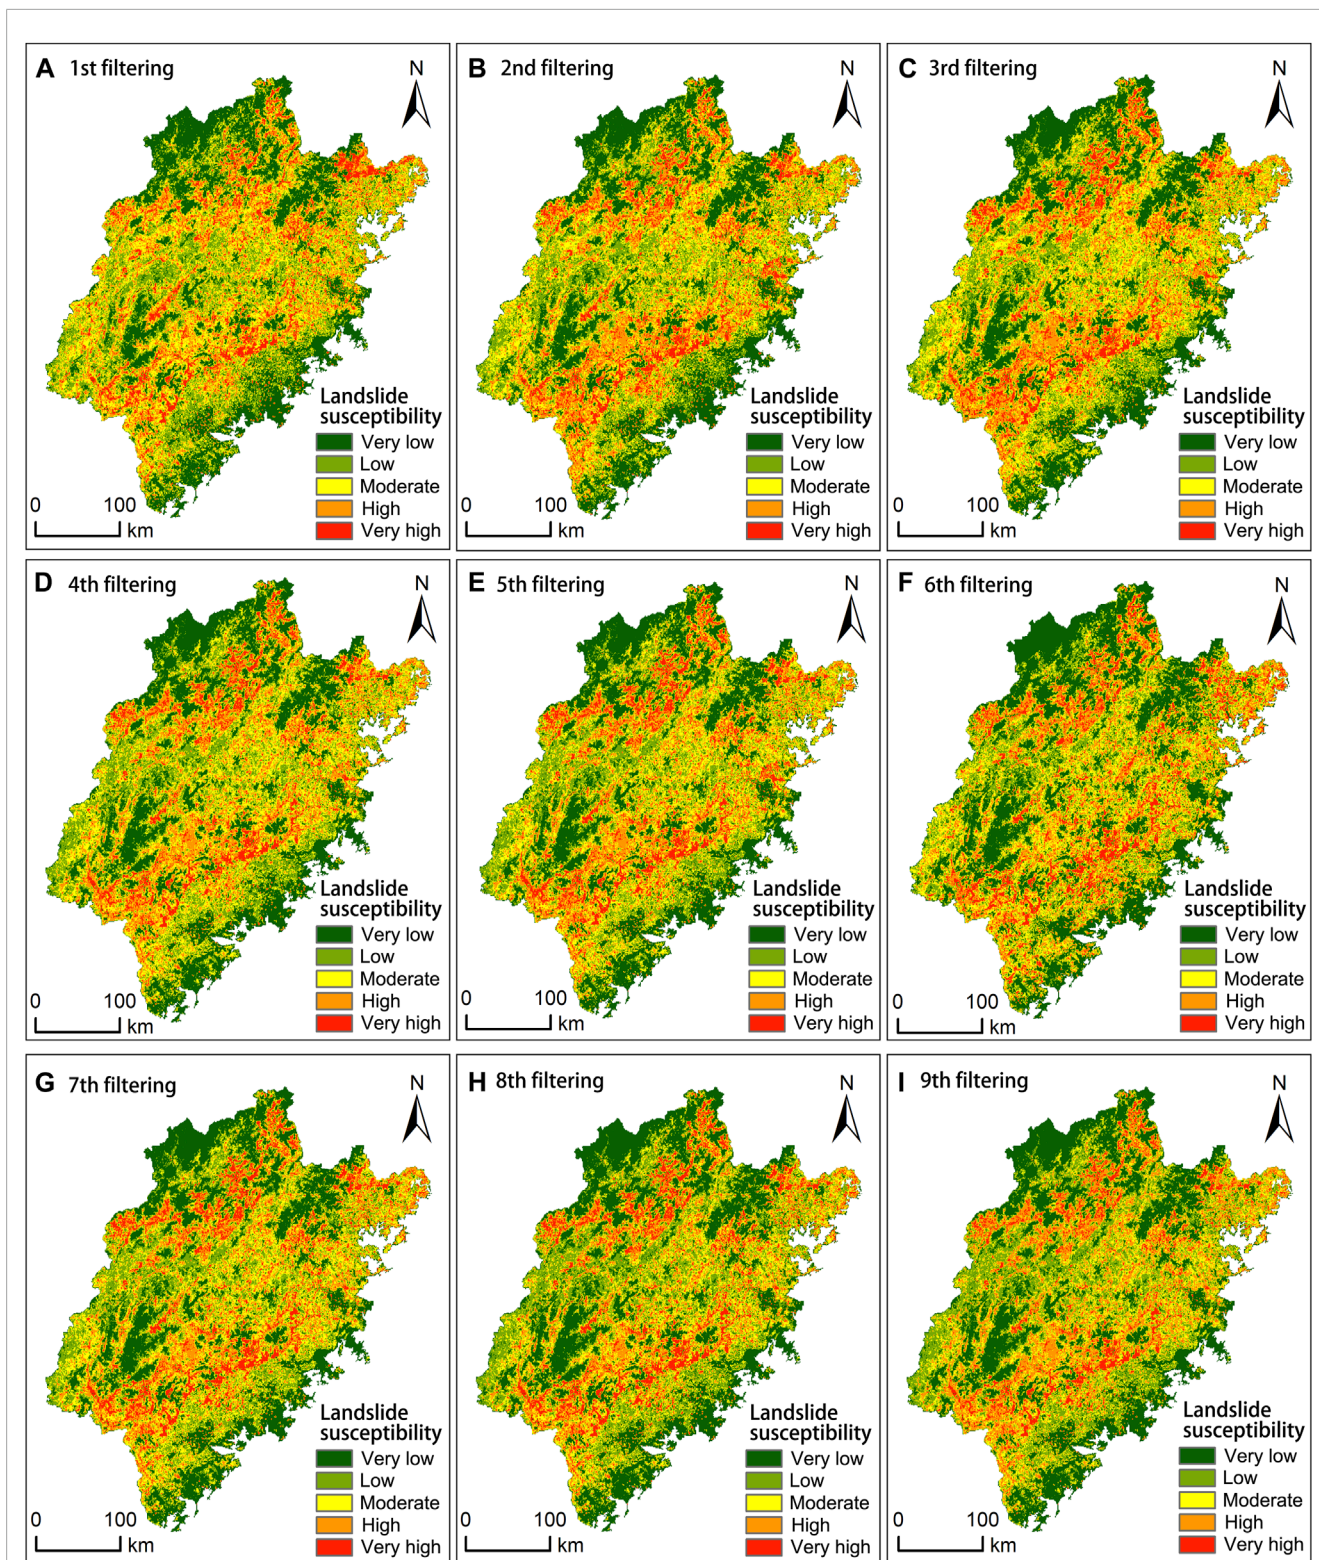 A 1st filtering
N
Landslide
susceptibility
Very low
Low
Moderate
High
Very high
0 100
km
B 2nd filtering
N
Landslide
susceptibility
Very low
Low
Moderate
High
Very high
0 100
km
C 3rd filtering
N
Landslide
susceptibility
Very low
Low
Moderate
High
Very high
0 100
km
D 4th filtering
N
Landslide
susceptibility
Very low
Low
Moderate
High
Very high
0 100
km
E 5th filtering
N
Landslide
susceptibility
Very low
Low
Moderate
High
Very high
0 100
km
F 6th filtering
N
Landslide
susceptibility
Very low
Low
Moderate
High
Very high
0 100
km
G 7th filtering
N
Landslide
susceptibility
Very low
Low
Moderate
High
Very high
0 100
km
H 8th filtering
N
Landslide
susceptibility
Very low
Low
Moderate
High
Very high
0 100
km
I 9th filtering
N
Landslide
susceptibility
Very low
Low
Moderate
High
Very high
0 100
km